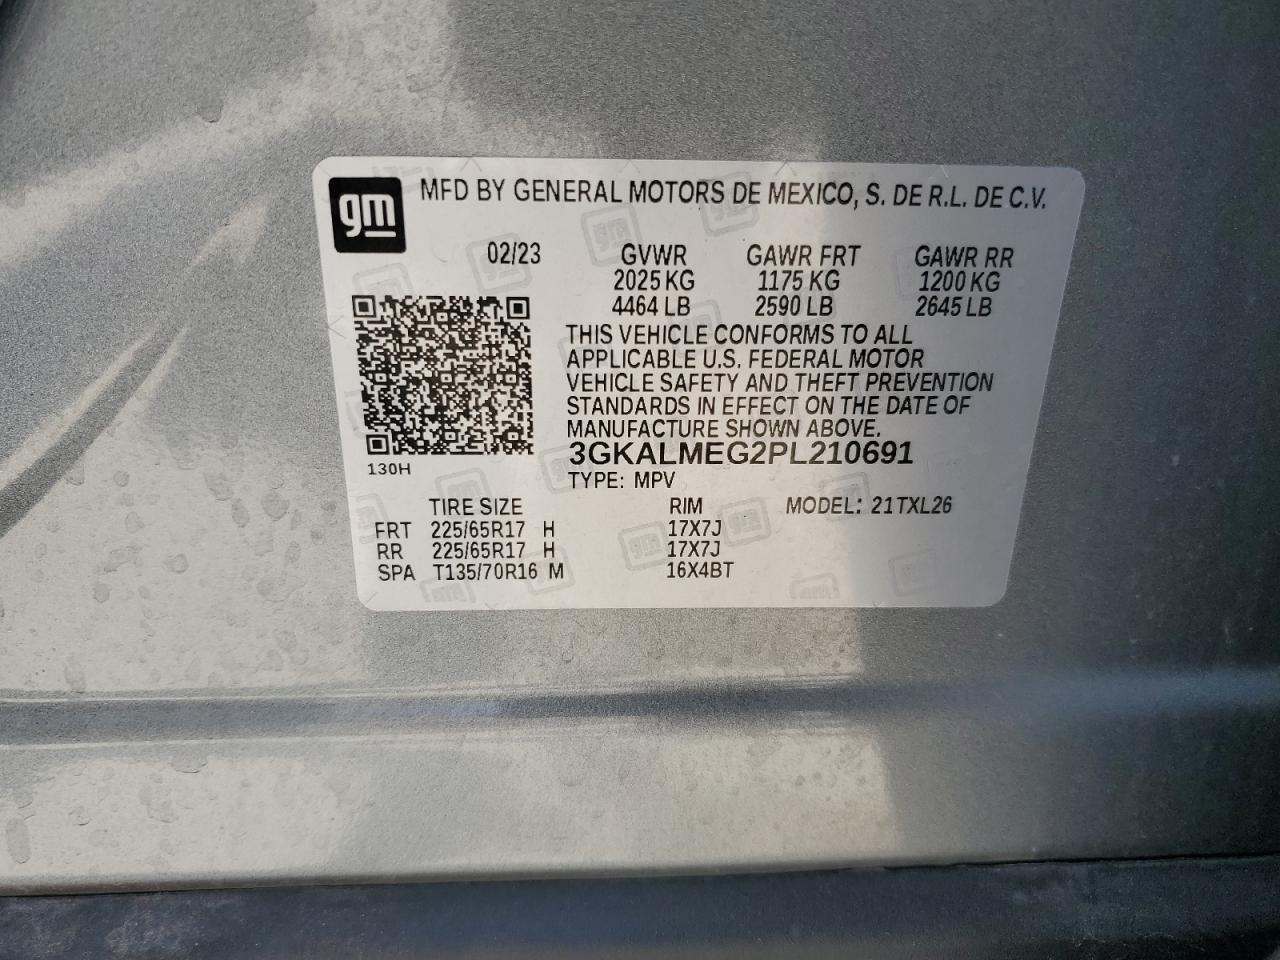 gm
MFD BY GENERAL MOTORS DE MEXICO, S. DE R.L. DE C.V.
02/23 GVWR GAWR FRT GAWR RR
2025 KG 1175 KG 1200 KG
4464 LB 2590 LB 2645 LB
THIS VEHICLE CONFORMS TO ALL
APPLICABLE U.S. FEDERAL MOTOR
VEHICLE SAFETY AND THEFT PREVENTION
STANDARDS IN EFFECT ON THE DATE OF
MANUFACTURE SHOWN ABOVE.
3GKALMEG2PL210691
130H
TYPE: MPV
TIRE SIZE RIM MODEL: 21TXL26
FRT 225/65R17 H 17X7J
RR 225/65R17 H 17X7J
SPA T135/70R16 M 16X4BT